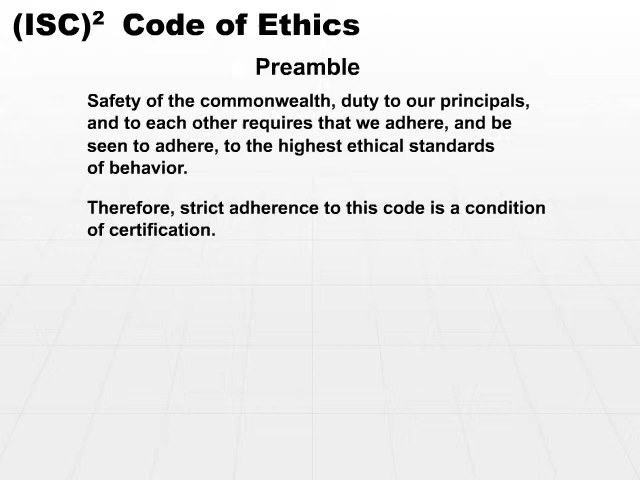 (ISC)² Code of Ethics
Preamble
Safety of the commonwealth, duty to our principals,
and to each other requires that we adhere, and be
seen to adhere, to the highest ethical standards
of behavior.
Therefore, strict adherence to this code is a condition
of certification.